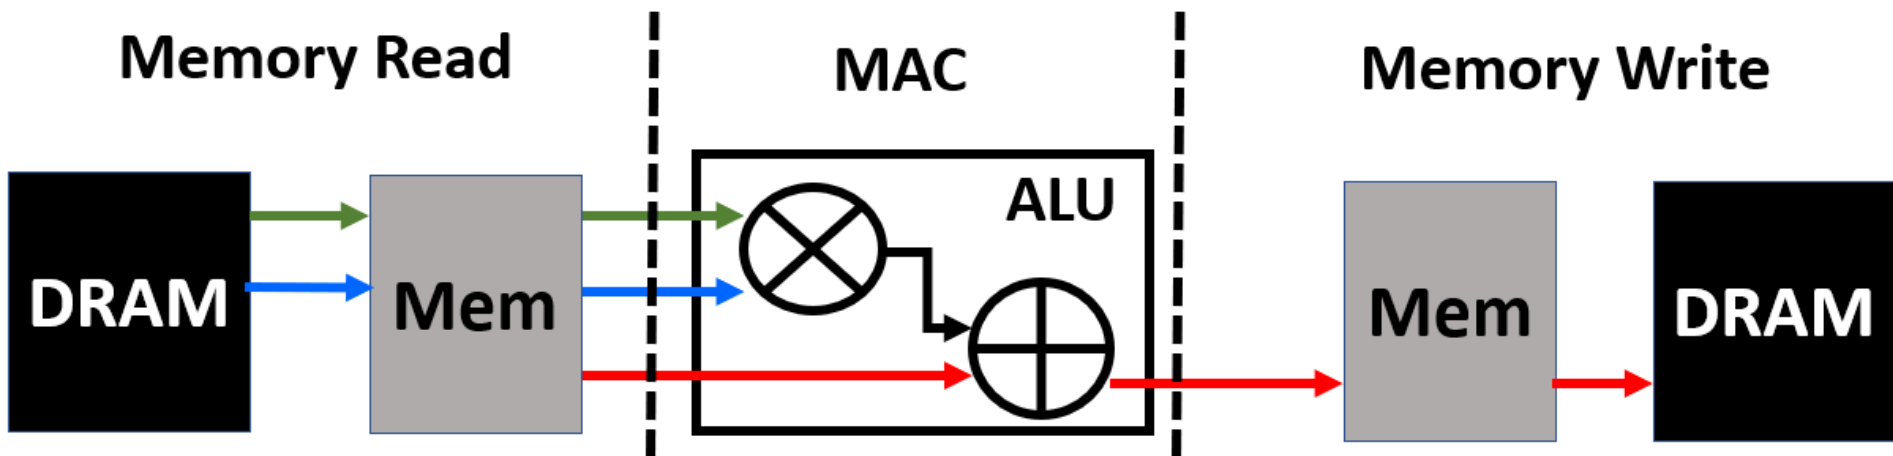 Memory Read
MAC
Memory Write
ALU
DRAM
Mem
Mem
DRAM